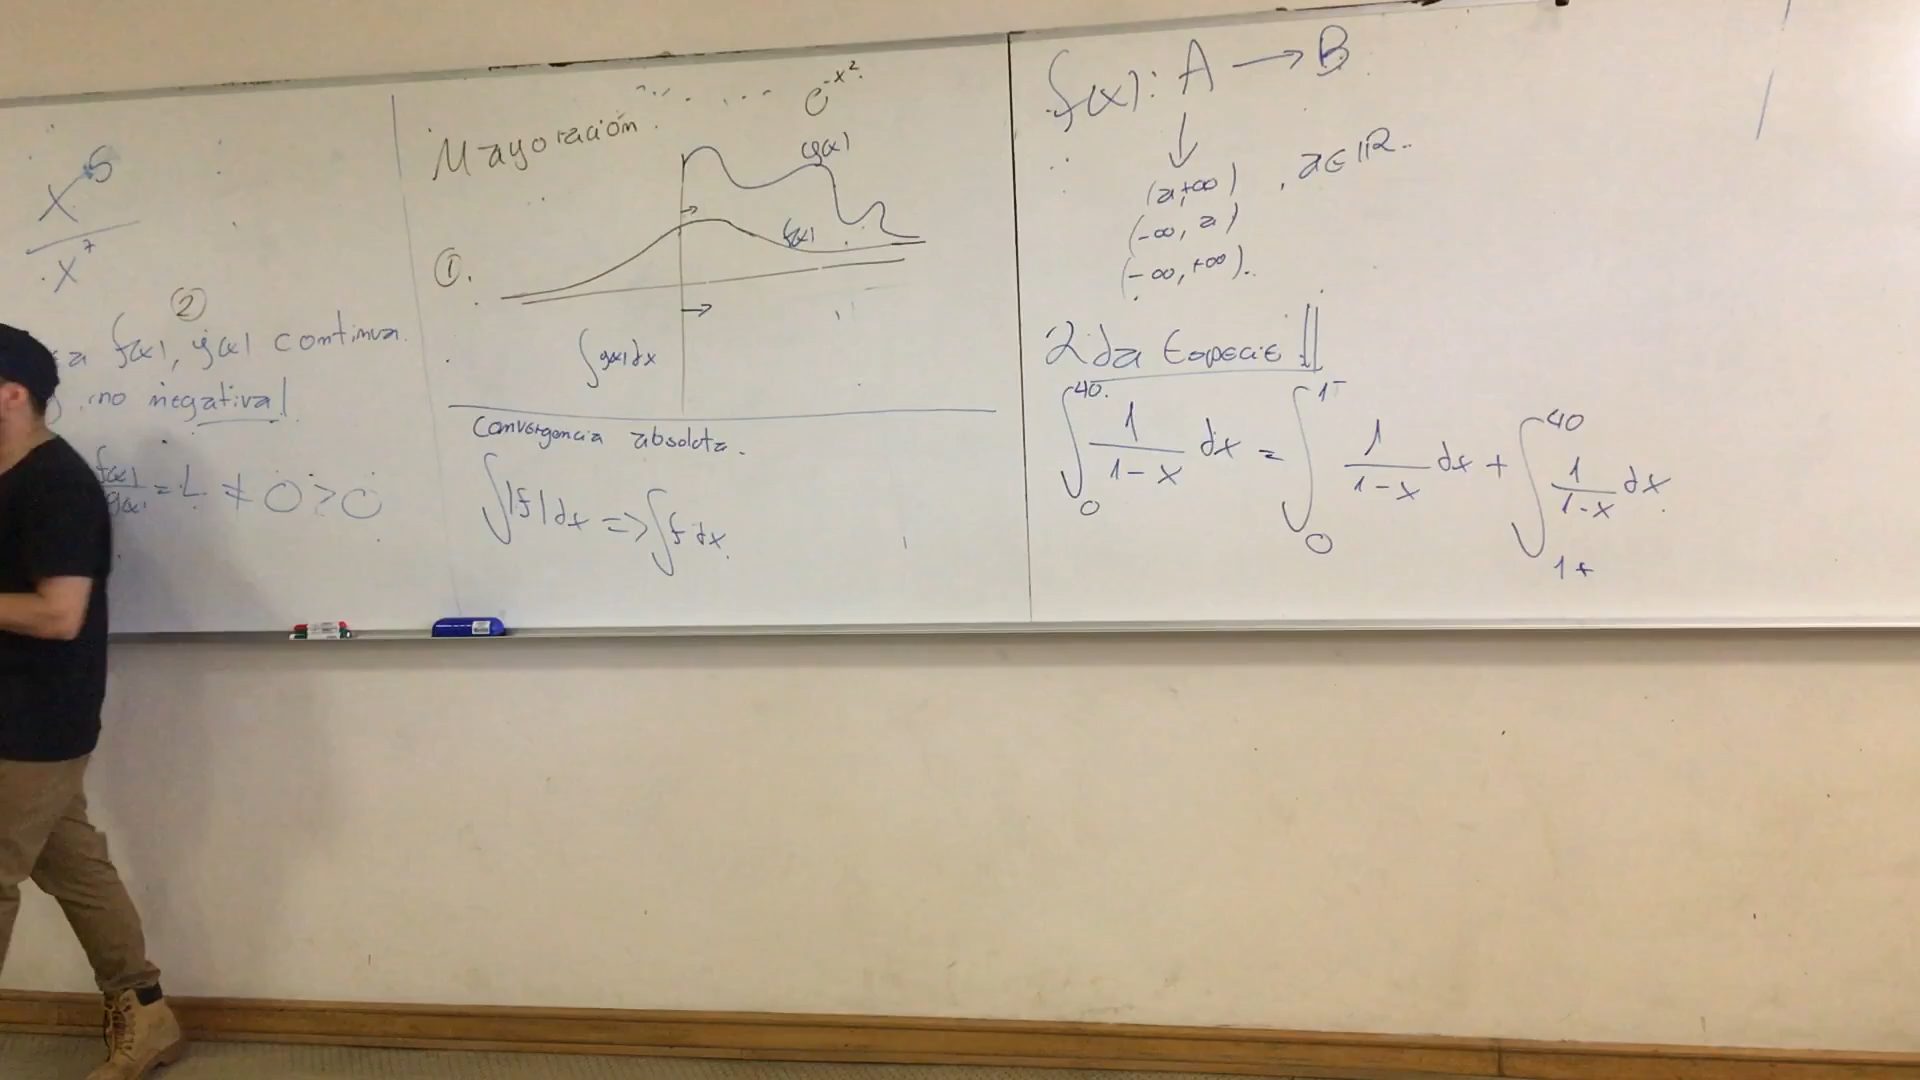 x^5
x^7
②
f(x), g(x) continua.
no negativa
f(x)/g(x) = L ≠ 0 > 0
Mayoración.
e^{-x²}
g(x)
f(x)
①.
∫g(x)dx
Convergencia absoluta.
∫|f|dx => ∫f dx.
f(x): A → B
↓
(a,+∞) , a∈ℝ.
(-∞, a)
(-∞,+∞).
2da Especie
∫_0^{40} 1/(1-x) dx = ∫_0^{1-} 1/(1-x) dx + ∫_{1+}^{40} 1/(1-x) dx